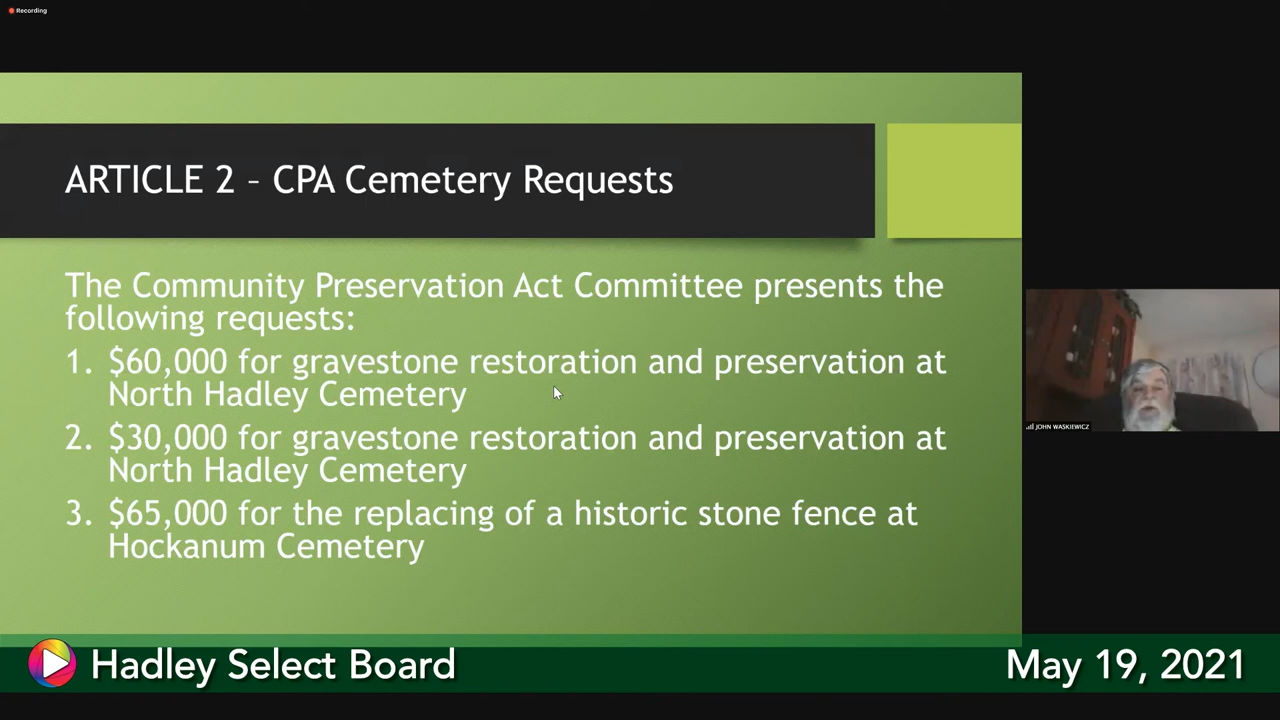 Recording
ARTICLE 2 – CPA Cemetery Requests
The Community Preservation Act Committee presents the
following requests:
1. $60,000 for gravestone restoration and preservation at
North Hadley Cemetery
2. $30,000 for gravestone restoration and preservation at
North Hadley Cemetery
3. $65,000 for the replacing of a historic stone fence at
Hockanum Cemetery
JOHN WASKIEWICZ
Hadley Select Board
May 19, 2021